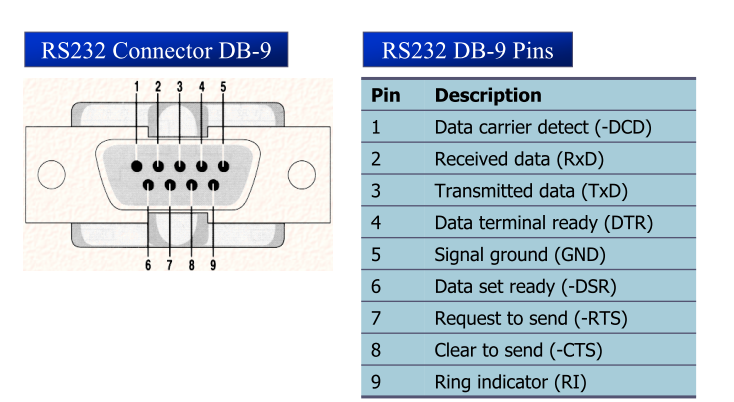 RS232 Connector DB-9
1 2 3 4 5
6 7 8 9
RS232 DB-9 Pins
Pin Description
1 Data carrier detect (-DCD)
2 Received data (RxD)
3 Transmitted data (TxD)
4 Data terminal ready (DTR)
5 Signal ground (GND)
6 Data set ready (-DSR)
7 Request to send (-RTS)
8 Clear to send (-CTS)
9 Ring indicator (RI)